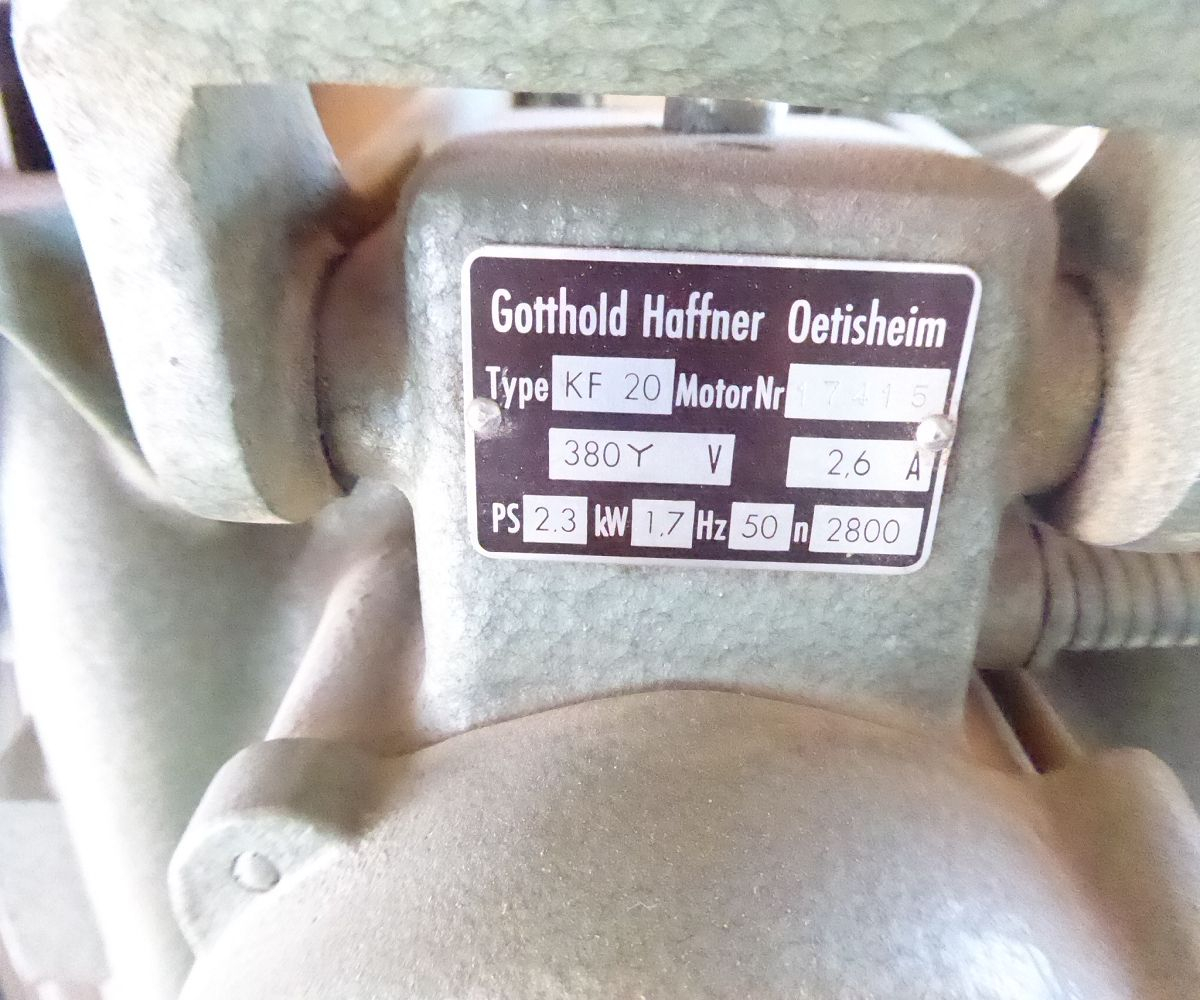 Gotthold Haffner Oetisheim
Type KF 20 Motor Nr 17415
380Y V 2,6 A
PS 2.3 kW 1,7 Hz 50 n 2800